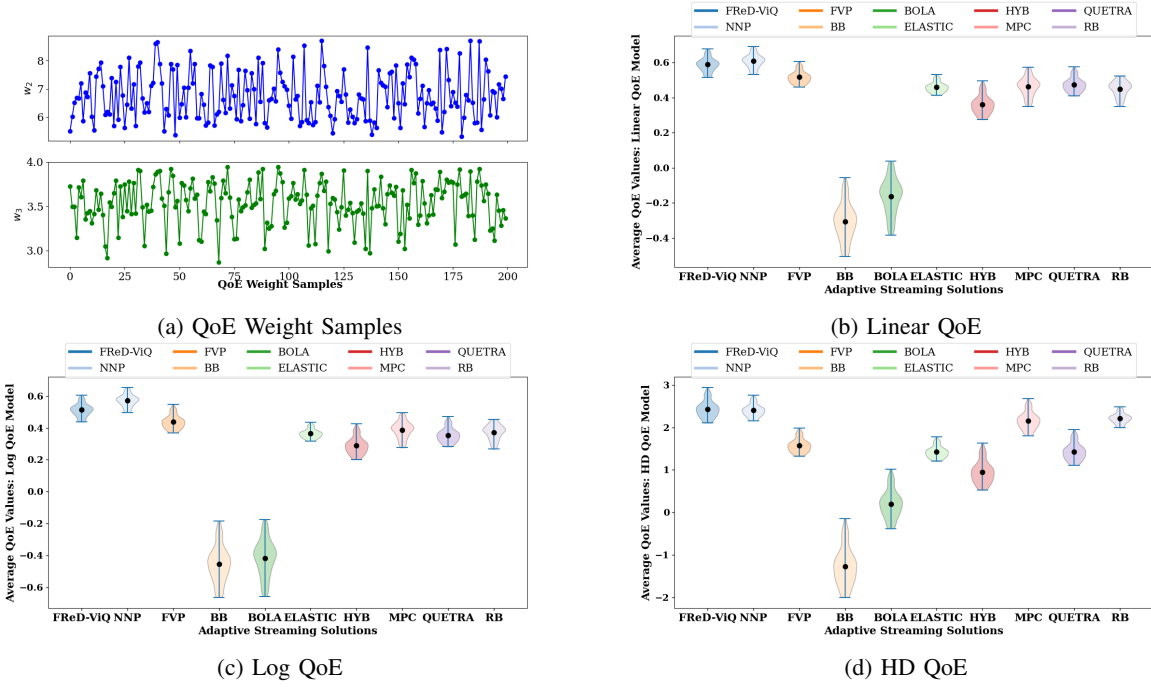 w2
8
7
6
w3
4.0
3.5
3.0
0 25 50 75 100 125 150 175 200
QoE Weight Samples
(a) QoE Weight Samples
FReD-ViQ FVP BOLA HYB QUETRA
NNP BB ELASTIC MPC RB
Average QoE Values: Linear QoE Model
0.6
0.4
0.2
0.0
−0.2
−0.4
FReD-ViQ NNP FVP BB BOLA ELASTIC HYB MPC QUETRA RB
Adaptive Streaming Solutions
(b) Linear QoE
FReD-ViQ FVP BOLA HYB QUETRA
NNP BB ELASTIC MPC RB
Average QoE Values: Log QoE Model
0.6
0.4
0.2
0.0
−0.2
−0.4
−0.6
FReD-ViQ NNP FVP BB BOLA ELASTIC HYB MPC QUETRA RB
Adaptive Streaming Solutions
(c) Log QoE
FReD-ViQ FVP BOLA HYB QUETRA
NNP BB ELASTIC MPC RB
Average QoE Values: HD QoE Model
3
2
1
0
−1
−2
FReD-ViQ NNP FVP BB BOLA ELASTIC HYB MPC QUETRA RB
Adaptive Streaming Solutions
(d) HD QoE